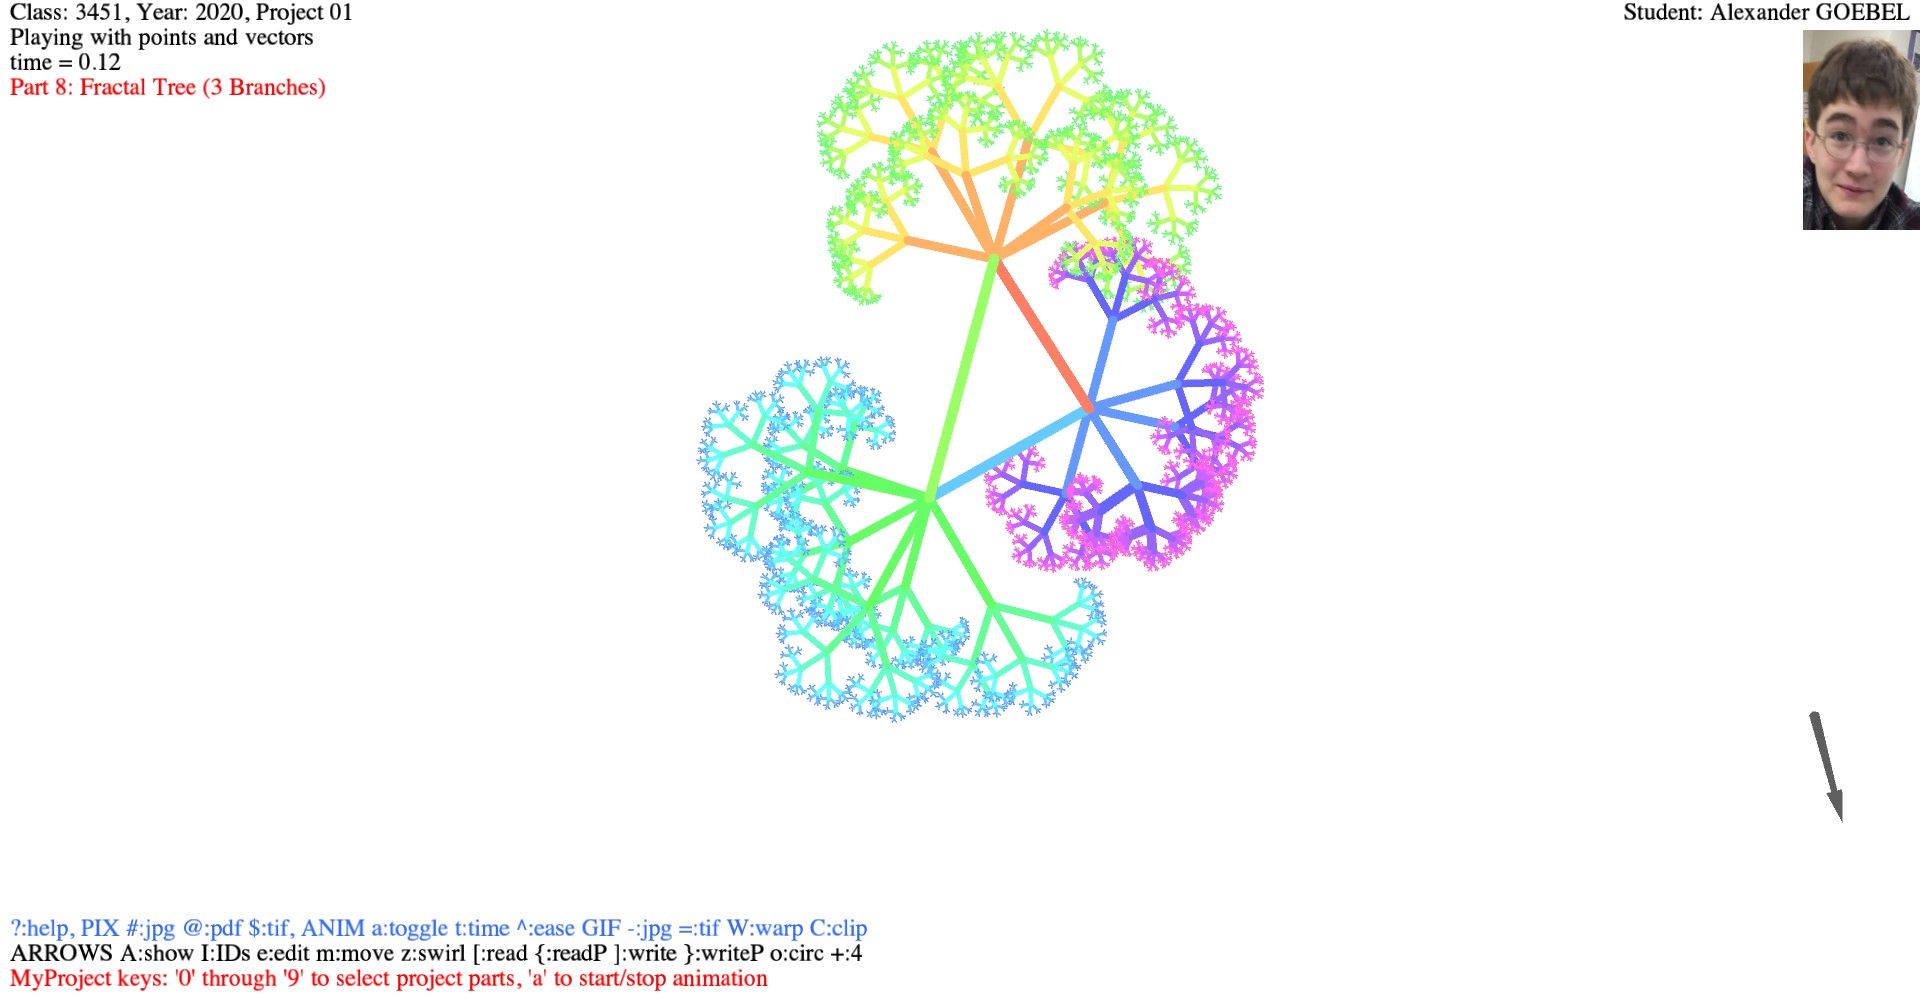 Class: 3451, Year: 2020, Project 01
Student: Alexander GOEBEL
Playing with points and vectors
time = 0.12
Part 8: Fractal Tree (3 Branches)
?:help, PIX #:jpg @:pdf $:tif, ANIM a:toggle t:time ^:ease GIF -:jpg =:tif W:warp C:clip
ARROWS A:show I:IDs e:edit m:move z:swirl [:read {:readP ]:write }:writeP o:circ +:4
MyProject keys: '0' through '9' to select project parts, 'a' to start/stop animation